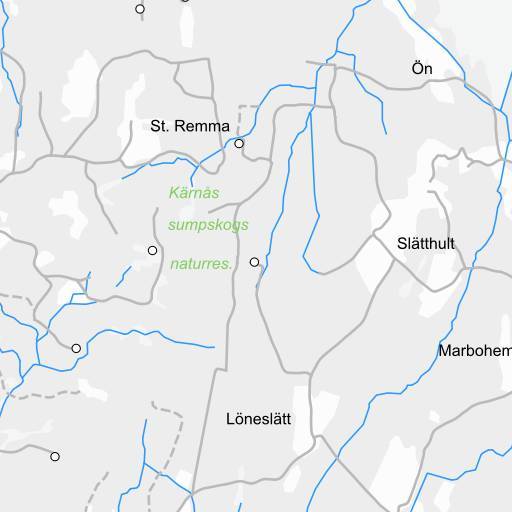 Ön
St. Remma
Kärnås
sumpskogs
naturres.
Slätthult
Marbohem
Löneslätt